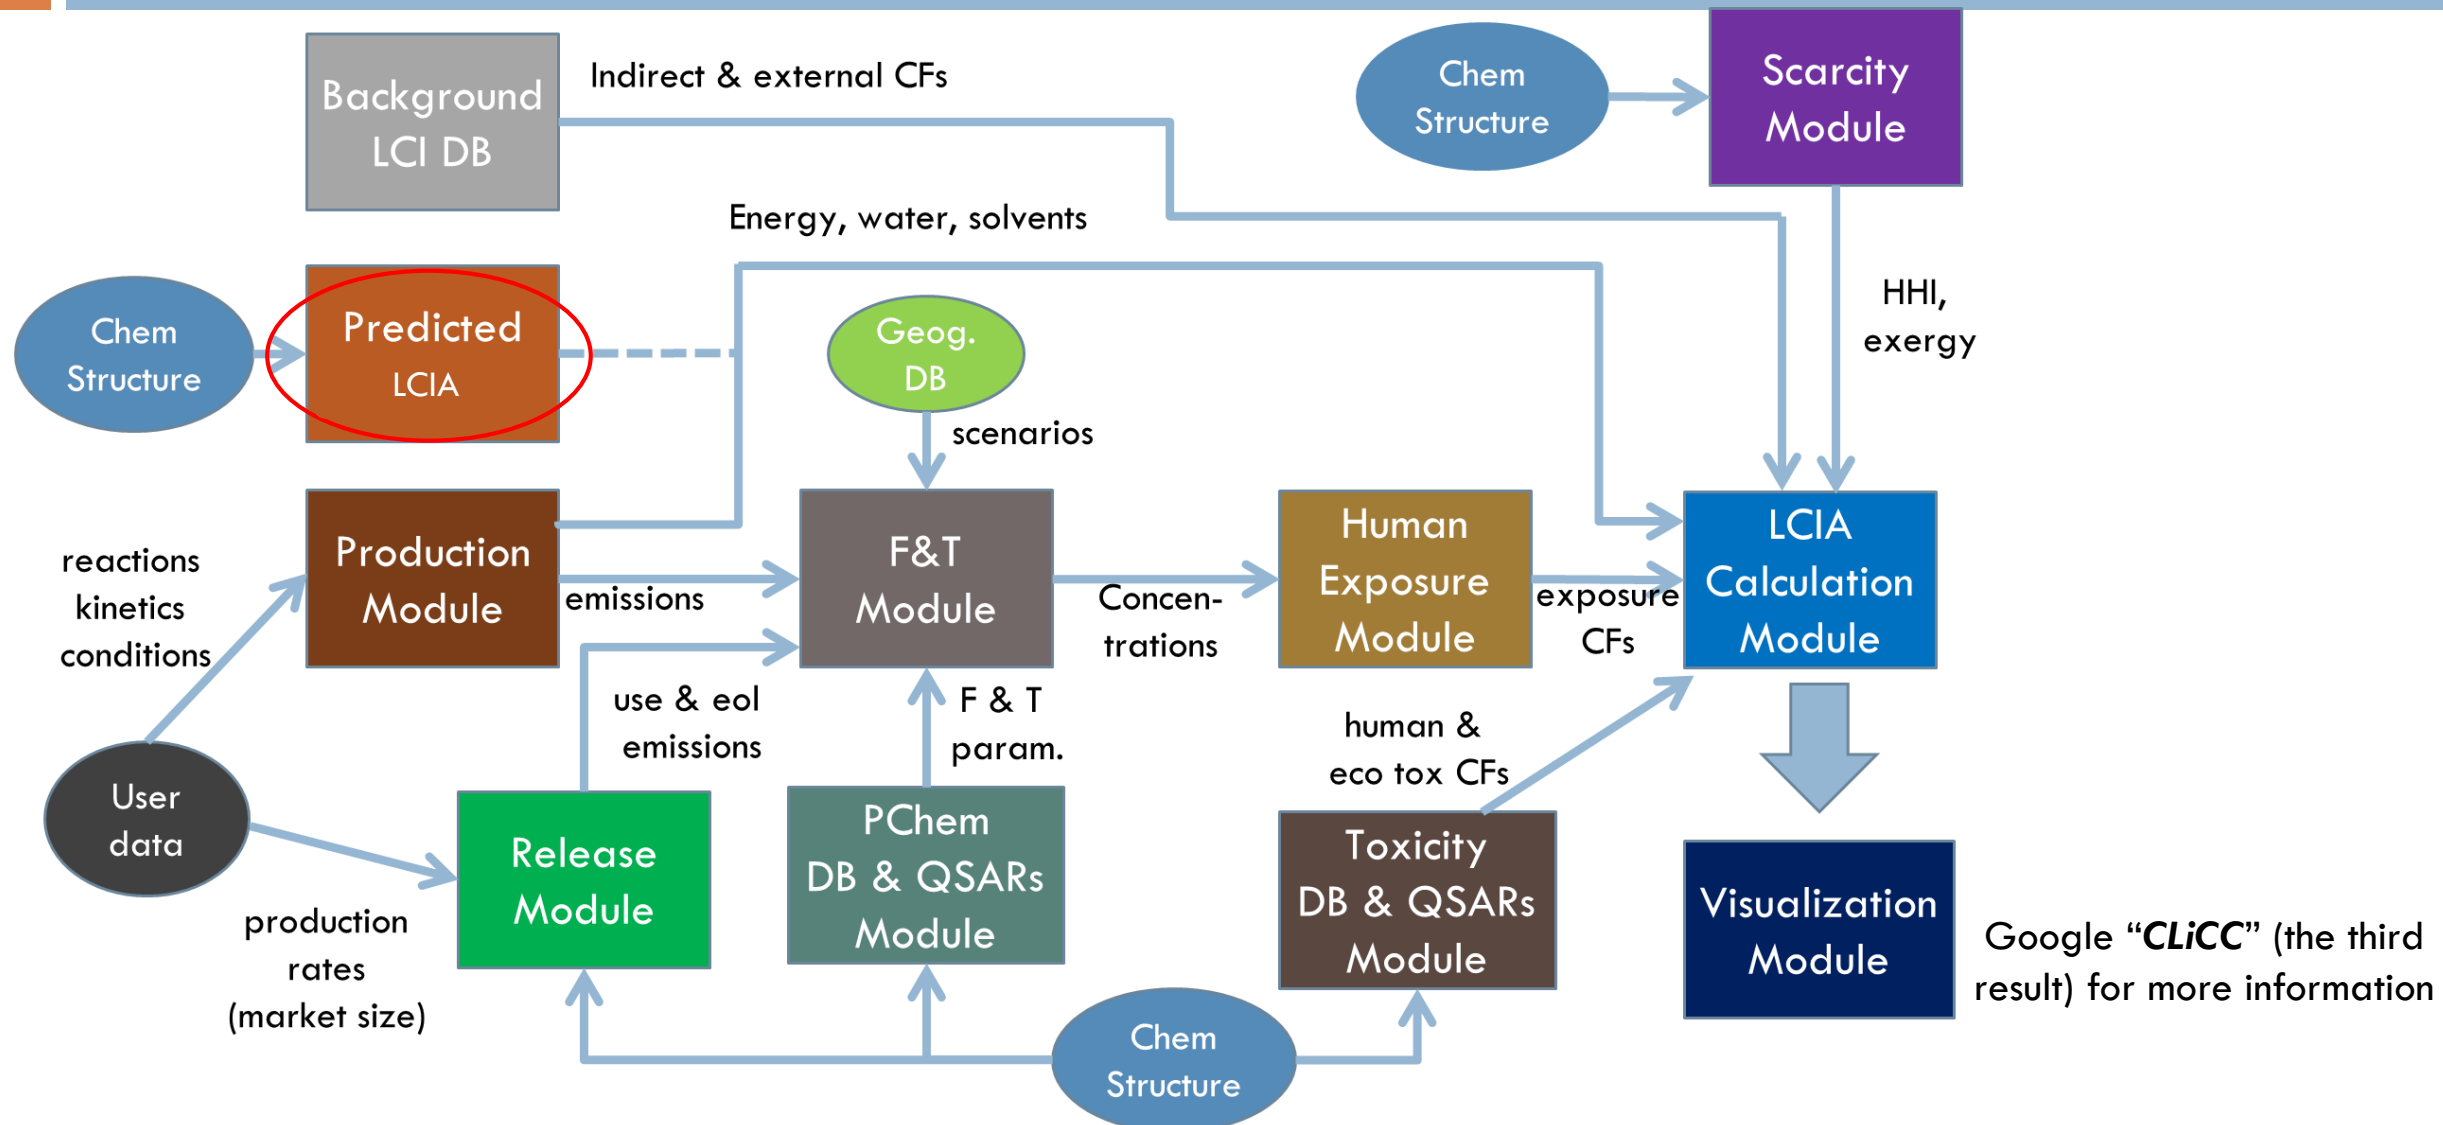 Background
LCI DB
Indirect & external CFs
Chem
Structure
Scarcity
Module
Energy, water, solvents
HHI,
exergy
Chem
Structure
Predicted
LCIA
Geog.
DB
scenarios
reactions
kinetics
conditions
Production
Module
emissions
F&T
Module
Concen-
trations
Human
Exposure
Module
exposure
CFs
LCIA
Calculation
Module
use & eol
emissions
F & T
param.
human &
eco tox CFs
User
data
production
rates
(market size)
Release
Module
PChem
DB & QSARs
Module
Toxicity
DB & QSARs
Module
Visualization
Module
Google “CLiCC” (the third
result) for more information
Chem
Structure